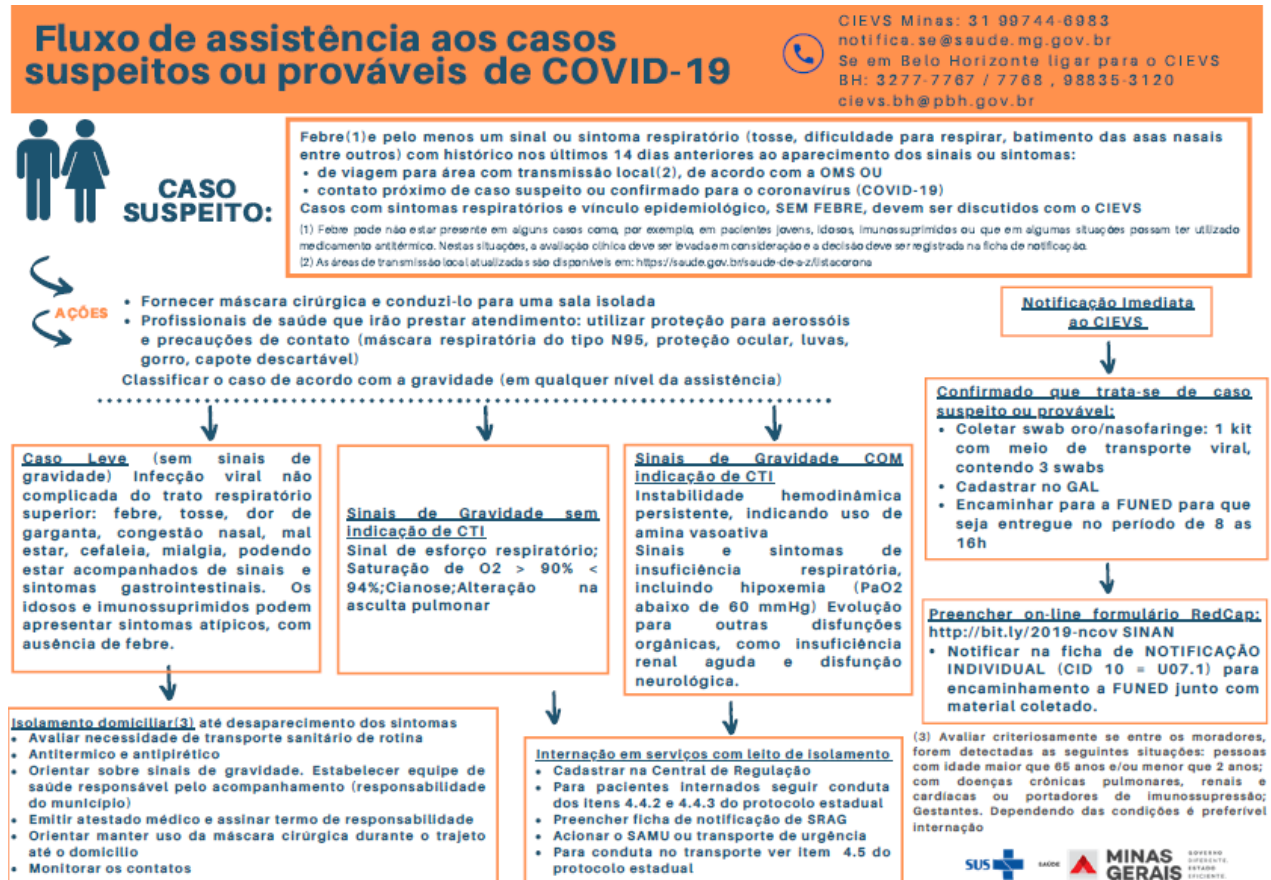 Fluxo de assistência aos casos
suspeitos ou prováveis de COVID-19
CIEVS Minas: 31 99744-6983
notifica.se@saude.mg.gov.br
Se em Belo Horizonte ligar para o CIEVS
BH: 3277-7767 / 7768 , 98835-3120
cievs.bh@pbh.gov.br
CASO
SUSPEITO:
Febre(1)e pelo menos um sinal ou sintoma respiratório (tosse, dificuldade para respirar, batimento das asas nasais
entre outros) com histórico nos últimos 14 dias anteriores ao aparecimento dos sinais ou sintomas:
• de viagem para área com transmissão local(2), de acordo com a OMS OU
• contato próximo de caso suspeito ou confirmado para o coronavírus (COVID-19)
Casos com sintomas respiratórios e vínculo epidemiológico, SEM FEBRE, devem ser discutidos com o CIEVS
(1) Febre pode não estar presente em alguns casos como, por exemplo, em pacientes jovens, idosos, imunossuprimidos ou que em algumas situações possam ter utilizado
medicamento antitérmico. Nestas situações, a avaliação clínica deve ser levada em consideração e a decisão deve ser registrada na ficha de notificação.
(2) As áreas de transmissão local atualizadas são disponíveis em: https://saude.gov.br/saude-de-a-z/listacorona
AÇÕES
• Fornecer máscara cirúrgica e conduzi-lo para uma sala isolada
• Profissionais de saúde que irão prestar atendimento: utilizar proteção para aerossóis
e precauções de contato (máscara respiratória do tipo N95, proteção ocular, luvas,
gorro, capote descartável)
Classificar o caso de acordo com a gravidade (em qualquer nível da assistência)
Caso Leve (sem sinais de
gravidade) Infecção viral não
complicada do trato respiratório
superior: febre, tosse, dor de
garganta, congestão nasal, mal
estar, cefaleia, mialgia, podendo
estar acompanhados de sinais e
sintomas gastrointestinais. Os
idosos e imunossuprimidos podem
apresentar sintomas atípicos, com
ausência de febre.
Sinais de Gravidade sem
indicação de CTI
Sinal de esforço respiratório;
Saturação de O2 > 90% <
94%;Cianose;Alteração na
asculta pulmonar
Sinais de Gravidade COM
indicação de CTI
Instabilidade hemodinâmica
persistente, indicando uso de
amina vasoativa
Sinais e sintomas de
insuficiência respiratória,
incluindo hipoxemia (PaO2
abaixo de 60 mmHg) Evolução
para outras disfunções
orgânicas, como insuficiência
renal aguda e disfunção
neurológica.
Isolamento domiciliar(3) até desaparecimento dos sintomas
• Avaliar necessidade de transporte sanitário de rotina
• Antitermico e antipirético
• Orientar sobre sinais de gravidade. Estabelecer equipe de
saúde responsável pelo acompanhamento (responsabilidade
do município)
• Emitir atestado médico e assinar termo de responsabilidade
• Orientar manter uso da máscara cirúrgica durante o trajeto
até o domicilio
• Monitorar os contatos
Internação em serviços com leito de isolamento
• Cadastrar na Central de Regulação
• Para pacientes internados seguir conduta
dos itens 4.4.2 e 4.4.3 do protocolo estadual
• Preencher ficha de notificação de SRAG
• Acionar o SAMU ou transporte de urgência
• Para conduta no transporte ver item 4.5 do
protocolo estadual
Notificação Imediata
ao CIEVS
Confirmado que trata-se de caso
suspeito ou provável:
• Coletar swab oro/nasofaringe: 1 kit
com meio de transporte viral,
contendo 3 swabs
• Cadastrar no GAL
• Encaminhar para a FUNED para que
seja entregue no período de 8 as
16h
Preencher on-line formulário RedCap:
http://bit.ly/2019-ncov SINAN
• Notificar na ficha de NOTIFICAÇÃO
INDIVIDUAL (CID 10 = U07.1) para
encaminhamento a FUNED junto com
material coletado.
(3) Avaliar criteriosamente se entre os moradores,
forem detectadas as seguintes situações: pessoas
com idade maior que 65 anos e/ou menor que 2 anos;
com doenças crônicas pulmonares, renais e
cardíacas ou portadores de imunossupressão;
Gestantes. Dependendo das condições é preferível
internação
SUS
SAÚDE
MINAS
GERAIS
GOVERNO
DIFERENTE.
ESTADO
EFICIENTE.